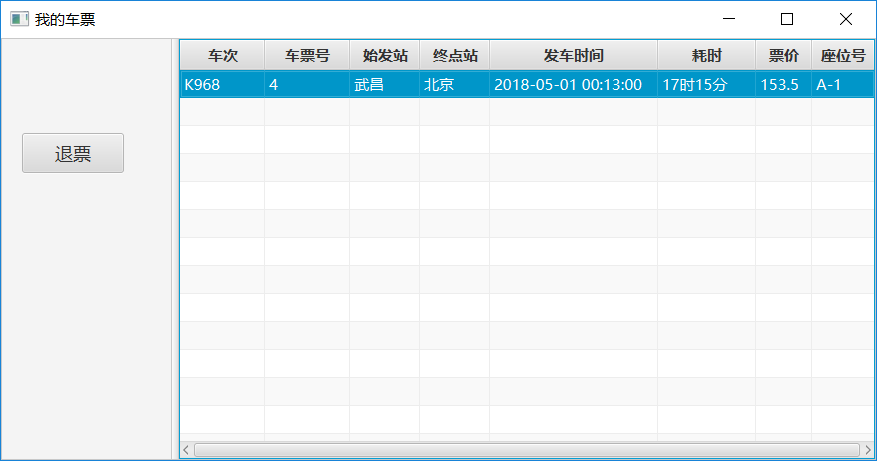 我的车票
车次 车票号 始发站 终点站 发车时间 耗时 票价 座位号
K968 4 武昌 北京 2018-05-01 00:13:00 17时15分 153.5 A-1
退票